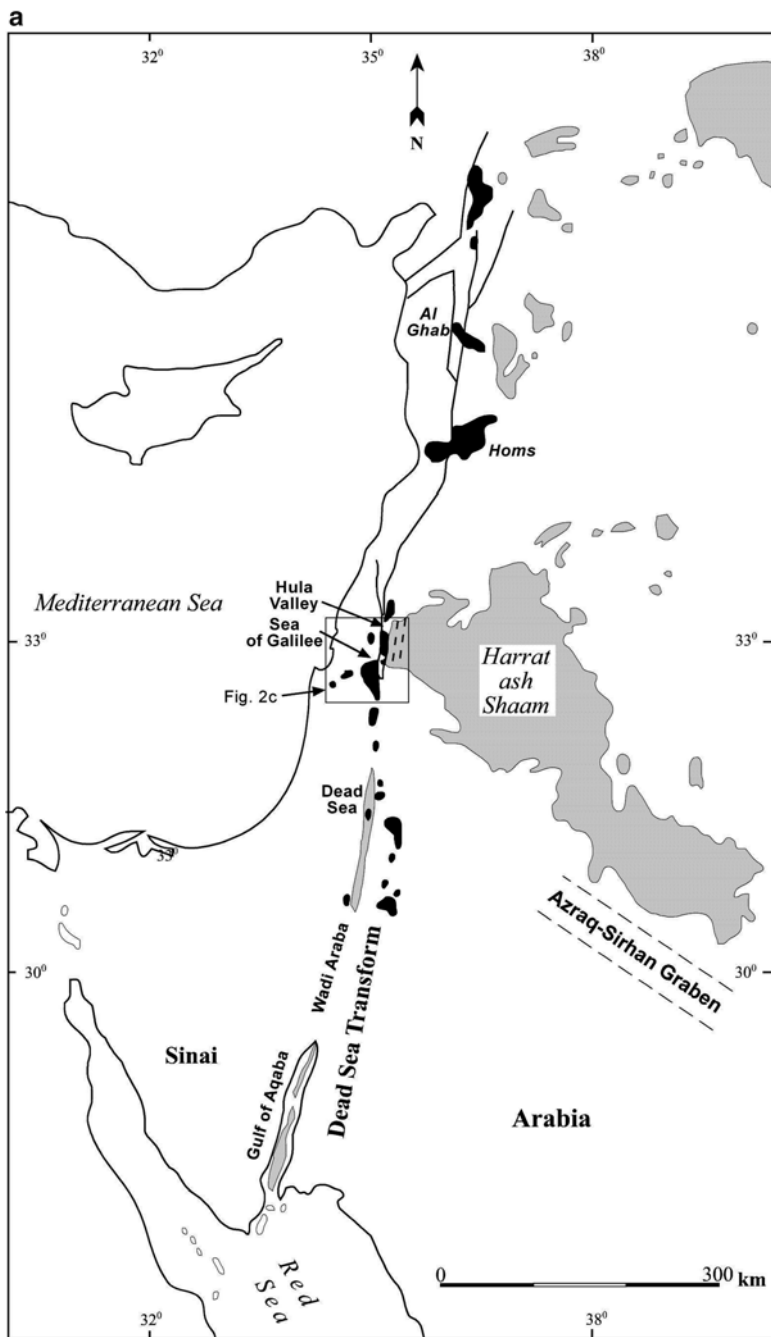 a
32⁰
35⁰
38⁰
N
Al
Ghab
Homs
Mediterranean Sea
Hula
Valley
Sea
of Galilee
33⁰
Harrat
ash
Shaam
Fig. 2c
Dead
Sea
33⁰
Azraq-Sirhan Graben
Wadi Araba
30⁰
30⁰
Dead Sea Transform
Sinai
Gulf of Aqaba
Arabia
Red
Sea
0
300 km
32⁰
38⁰